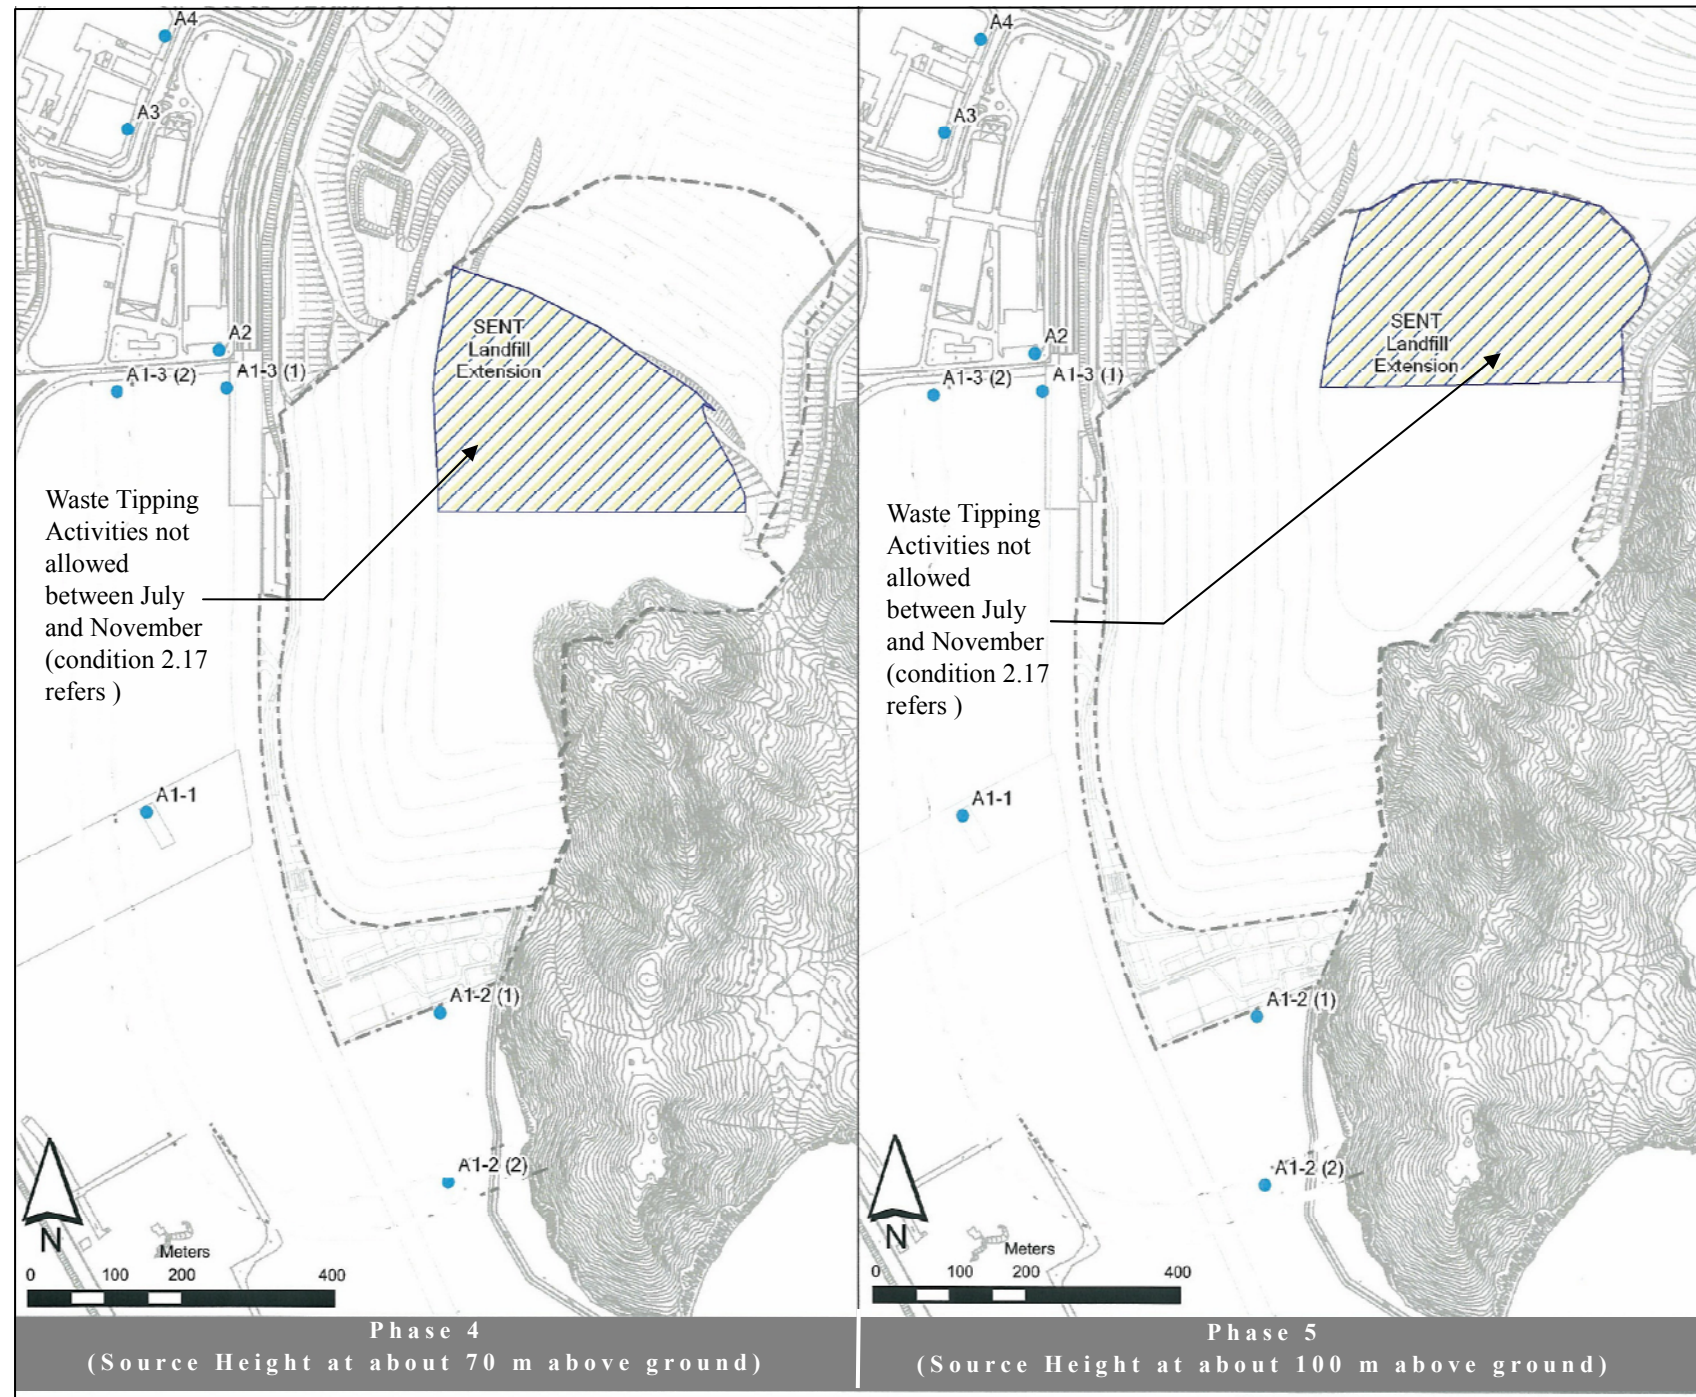 A4
A3
A2
A1-3 (2)
A1-3 (1)
SENT
Landfill
Extension
Waste Tipping
Activities not
allowed
between July
and November
(condition 2.17
refers )
A1-1
A1-2 (1)
A1-2 (2)
N
Meters
0 100 200 400
Phase 4
(Source Height at about 70 m above ground)
A4
A3
A2
A1-3 (2)
A1-3 (1)
SENT
Landfill
Extension
Waste Tipping
Activities not
allowed
between July
and November
(condition 2.17
refers )
A1-1
A1-2 (1)
A1-2 (2)
N
Meters
0 100 200 400
Phase 5
(Source Height at about 100 m above ground)